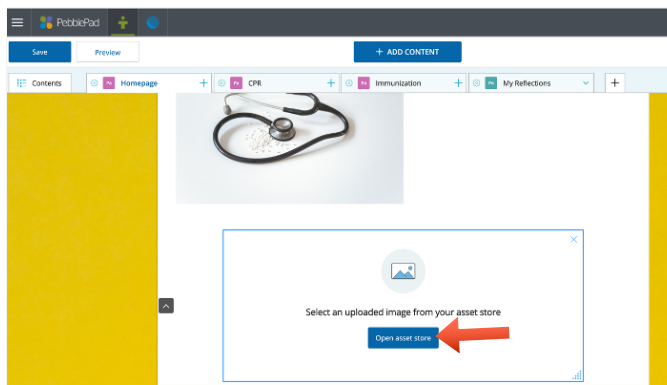 PebblePad
Save
Preview
+ ADD CONTENT
Contents
Homepage
CPR
Immunization
My Reflections
Select an uploaded image from your asset store
Open asset store